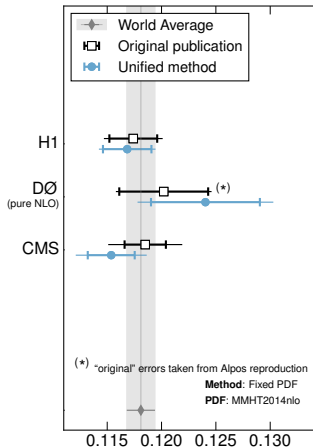 World Average
Original publication
Unified method
H1
DØ
(pure NLO)
(*)
CMS
(*) "original" errors taken from Alpos reproduction
Method: Fixed PDF
PDF: MMHT2014nlo
0.115 0.120 0.125 0.130